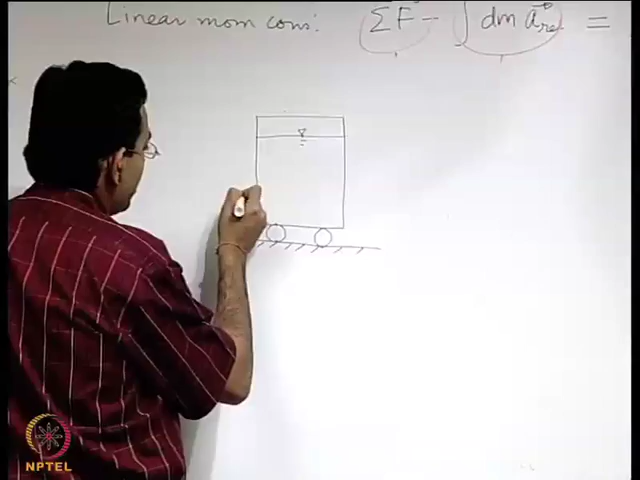 Linear mom cons: ΣF − ∫ dm a⃗rel =
NPTEL